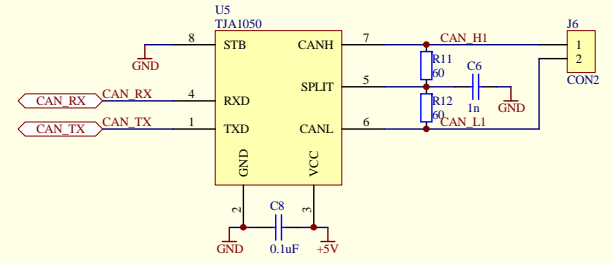 U5
TJA1050
J6
8 STB CANH 7 CAN_H1 1
2
R11
60
GND
C6
CON2
SPLIT 5
CAN_RX CAN_RX 4 RXD
R12
60
1n
GND
CAN_TX CAN_TX 1 TXD CANL 6 CAN_L1
GND VCC
2 3
C8
GND 0.1uF +5V